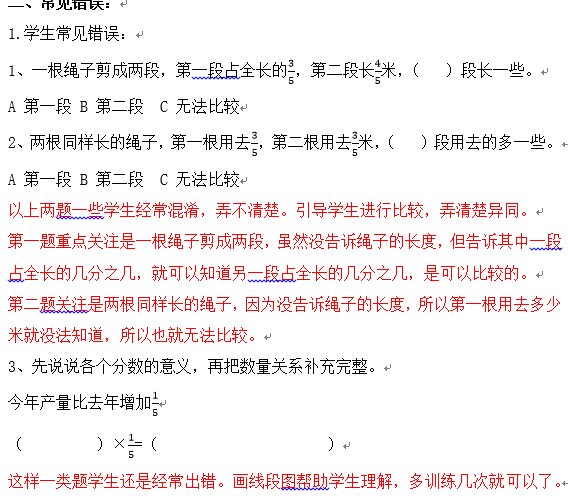 二、常见错误：
1.学生常见错误：
1、一根绳子剪成两段，第一段占全长的3/5，第二段长4/5米，（　　）段长一些。
A 第一段 B 第二段　C 无法比较
2、两根同样长的绳子，第一根用去3/5，第二根用去3/5米，（　　）段用去的多一些。
A 第一段 B 第二段　C 无法比较
以上两题一些学生经常混淆，弄不清楚。引导学生进行比较，弄清楚异同。
第一题重点关注是一根绳子剪成两段，虽然没告诉绳子的长度，但告诉其中一段
占全长的几分之几，就可以知道另一段占全长的几分之几，是可以比较的。
第二题关注是两根同样长的绳子，因为没告诉绳子的长度，所以第一根用去多少
米就没法知道，所以也就无法比较。
3、先说说各个分数的意义，再把数量关系补充完整。
今年产量比去年增加1/5
（　　　　　）×1/5=（　　　　　　　　　　　）
这样一类题学生还是经常出错。画线段图帮助学生理解，多训练几次就可以了。